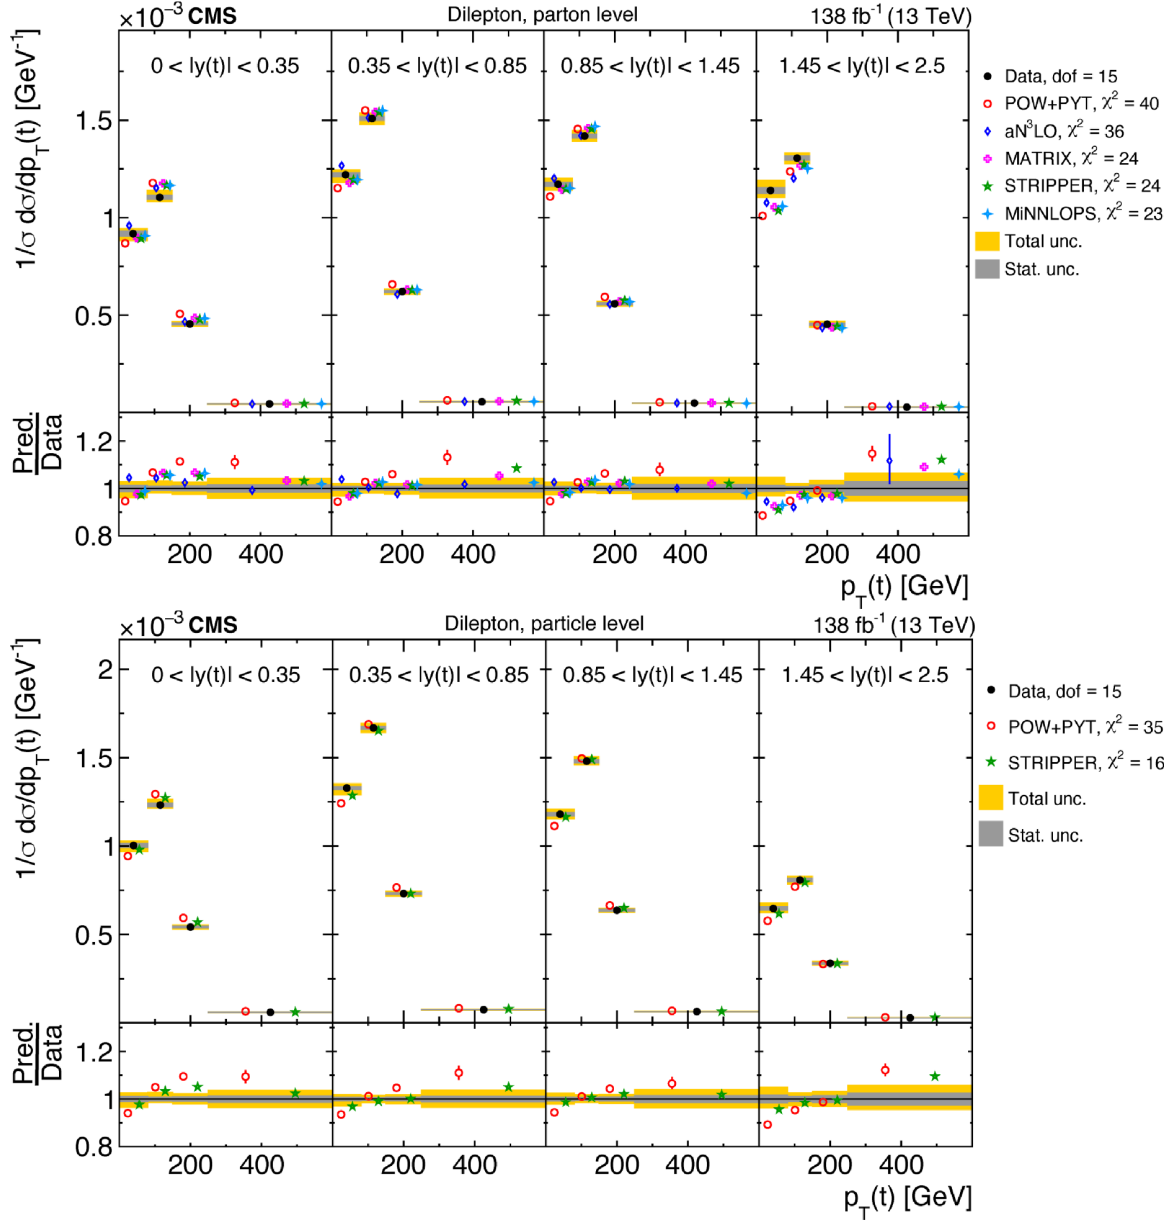 ×10⁻³ CMS Dilepton, parton level 138 fb⁻¹ (13 TeV)
1/σ dσ/dp_T(t) [GeV⁻¹]
0 < |y(t)| < 0.35 0.35 < |y(t)| < 0.85 0.85 < |y(t)| < 1.45 1.45 < |y(t)| < 2.5
1.5
1
0.5
Data, dof = 15
POW+PYT, χ² = 40
aN³LO, χ² = 36
MATRIX, χ² = 24
STRIPPER, χ² = 24
MiNNLOPS, χ² = 23
Total unc.
Stat. unc.
Pred.
Data
1.2
1
0.8
200 400 200 400 200 400 200 400
p_T(t) [GeV]
×10⁻³ CMS Dilepton, particle level 138 fb⁻¹ (13 TeV)
1/σ dσ/dp_T(t) [GeV⁻¹]
0 < |y(t)| < 0.35 0.35 < |y(t)| < 0.85 0.85 < |y(t)| < 1.45 1.45 < |y(t)| < 2.5
2
1.5
1
0.5
Data, dof = 15
POW+PYT, χ² = 35
STRIPPER, χ² = 16
Total unc.
Stat. unc.
Pred.
Data
1.2
1
0.8
200 400 200 400 200 400 200 400
p_T(t) [GeV]